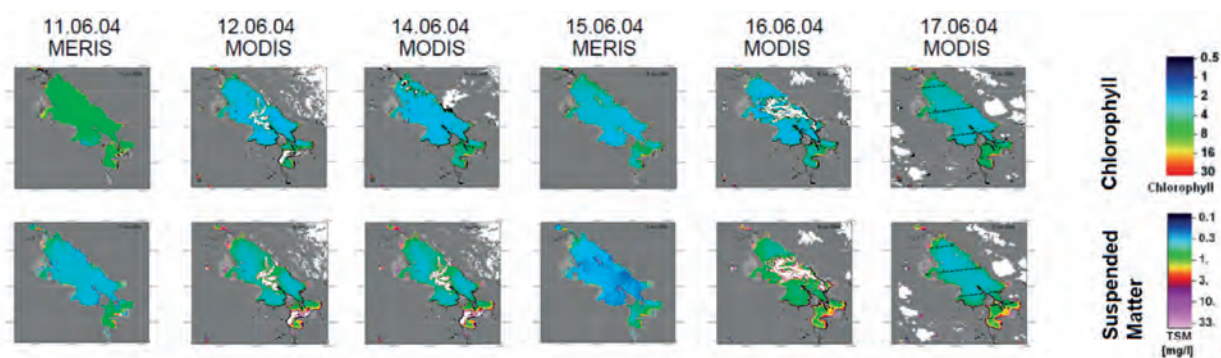 11.06.04
MERIS
12.06.04
MODIS
14.06.04
MODIS
15.06.04
MERIS
16.06.04
MODIS
17.06.04
MODIS
Chlorophyll
0.5
1
2
4
8
16
30
Chlorophyll
Suspended
Matter
0.1
0.3
1.
3.
10.
33.
TSM
[mg/l]